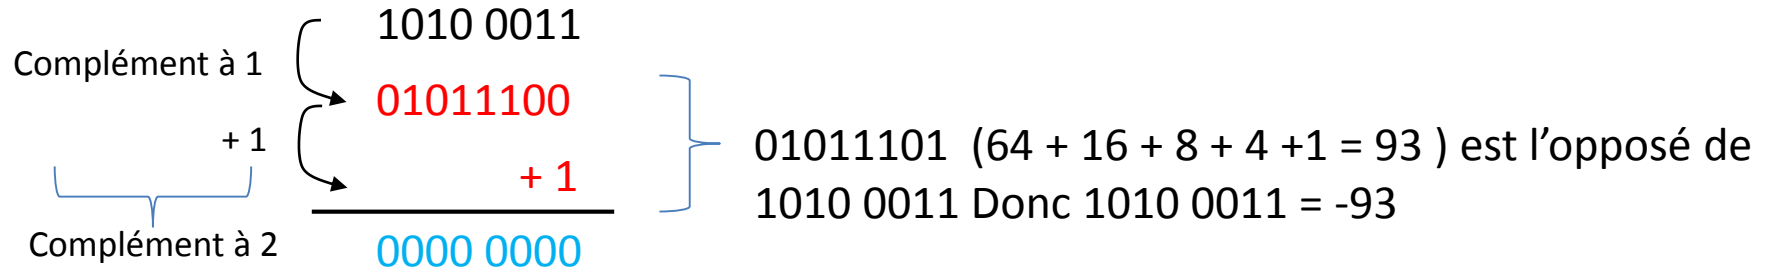 1010 0011
Complément à 1
01011100
+ 1
+ 1
Complément à 2
0000 0000
01011101 (64 + 16 + 8 + 4 +1 = 93 ) est l’opposé de
1010 0011 Donc 1010 0011 = -93